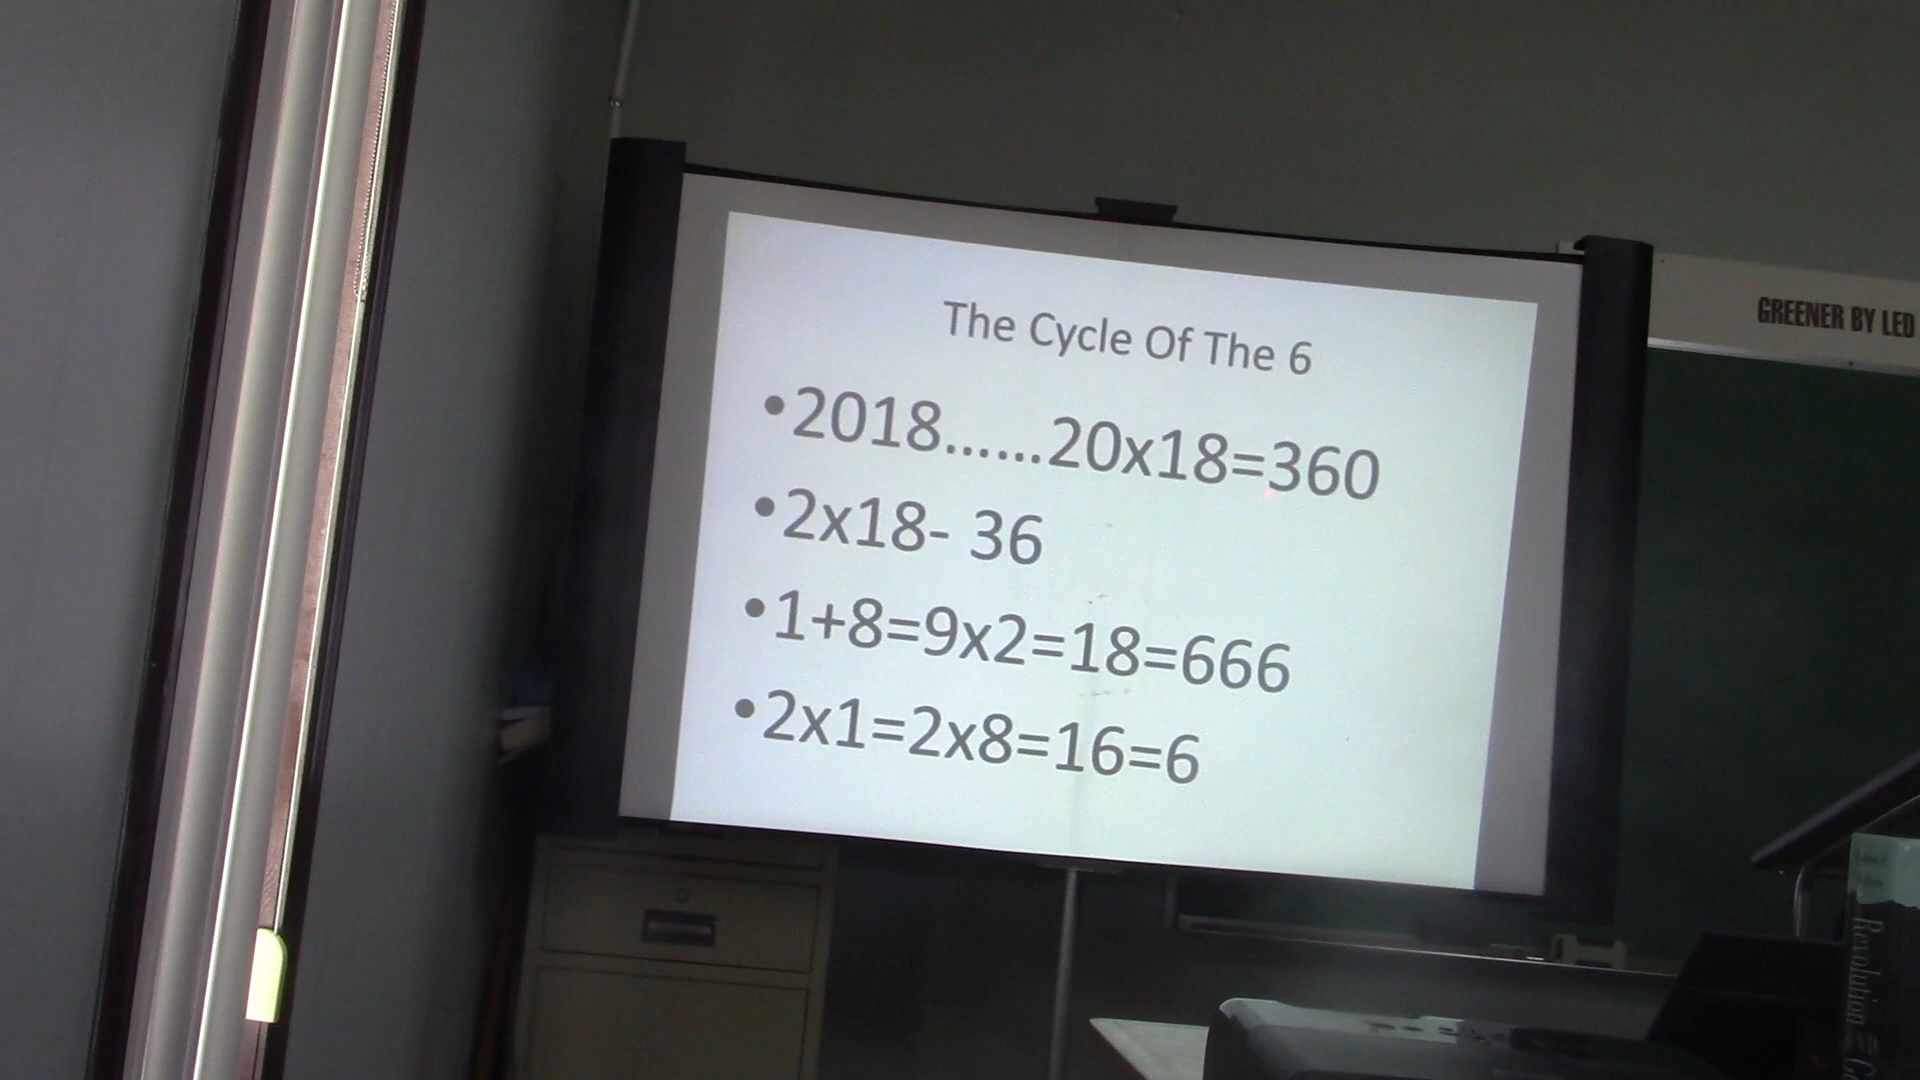 The Cycle Of The 6
•2018......20x18=360
•2x18- 36
•1+8=9x2=18=666
•2x1=2x8=16=6
GREENER BY LED
Revolution